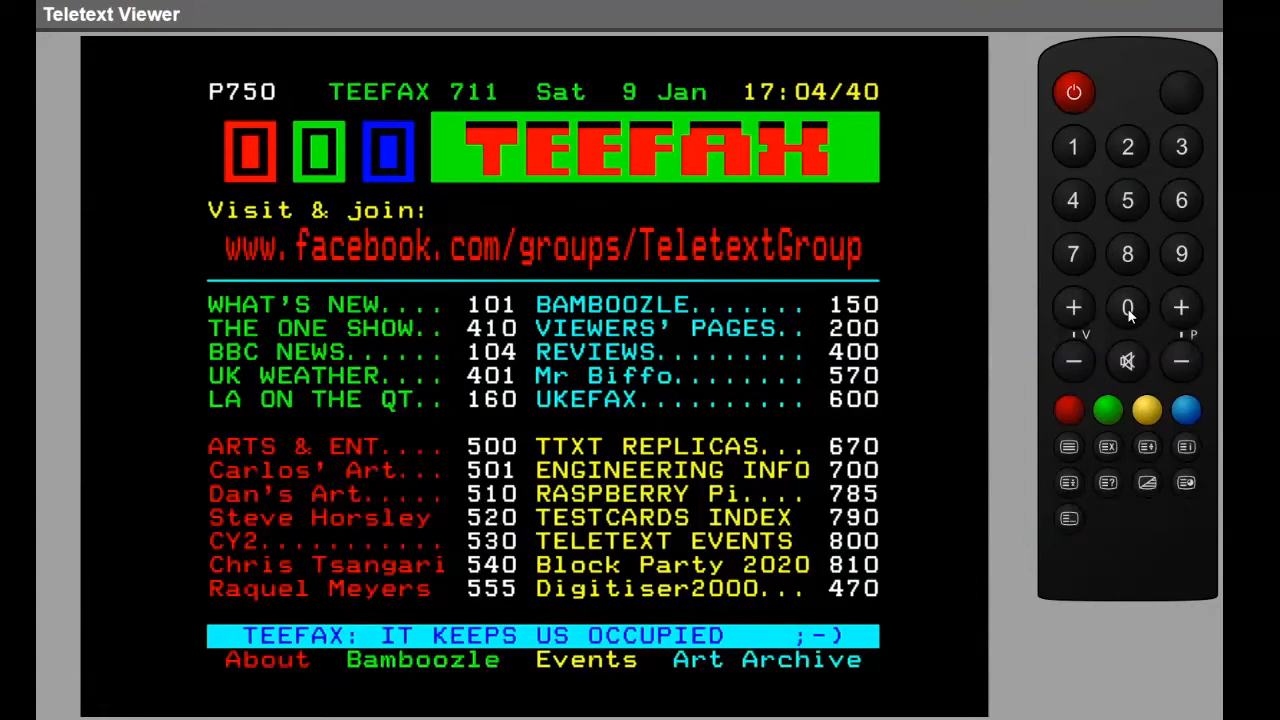 Teletext Viewer
P750 TEEFAX 711 Sat 9 Jan 17:04/40
TEEFAX
Visit & join:
www.facebook.com/groups/TeletextGroup
WHAT'S NEW.... 101 BAMBOOZLE....... 150
THE ONE SHOW.. 410 VIEWERS' PAGES.. 200
BBC NEWS...... 104 REVIEWS......... 400
UK WEATHER.... 401 Mr Biffo........ 570
LA ON THE QT.. 160 UKEFAX.......... 600
ARTS & ENT.... 500 TTXT REPLICAS... 670
Carlos' Art... 501 ENGINEERING INFO 700
Dan's Art..... 510 RASPBERRY Pi.... 785
Steve Horsley 520 TESTCARDS INDEX 790
CY2........... 530 TELETEXT EVENTS 800
Chris Tsangari 540 Block Party 2020 810
Raquel Meyers 555 Digitiser2000... 470
TEEFAX: IT KEEPS US OCCUPIED ;-)
About Bamboozle Events Art Archive
1 2 3
4 5 6
7 8 9
+ 0 +
V P
− −